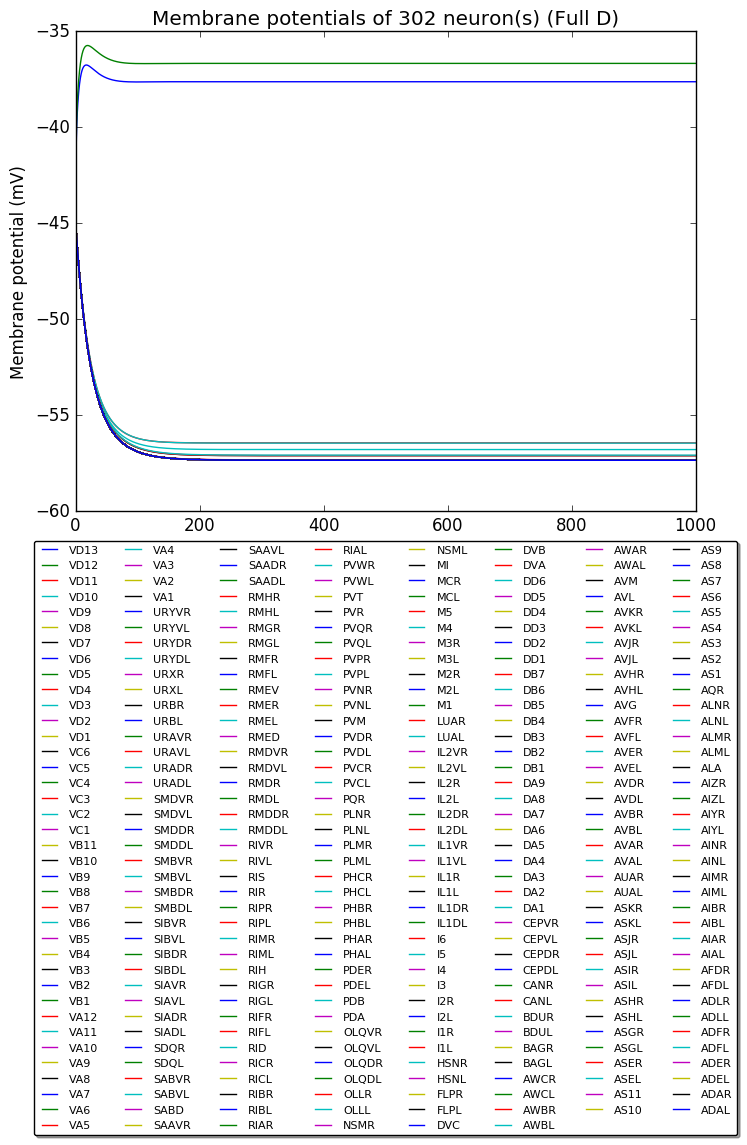 Membrane potentials of 302 neuron(s) (Full D)
−35
−40
−45
−50
−55
−60
Membrane potential (mV)
0
200
400
600
800
1000
VD13
VD12
VD11
VD10
VD9
VD8
VD7
VD6
VD5
VD4
VD3
VD2
VD1
VC6
VC5
VC4
VC3
VC2
VC1
VB11
VB10
VB9
VB8
VB7
VB6
VB5
VB4
VB3
VB2
VB1
VA12
VA11
VA10
VA9
VA8
VA7
VA6
VA5
VA4
VA3
VA2
VA1
URYVR
URYVL
URYDR
URYDL
URXR
URXL
URBR
URBL
URAVR
URAVL
URADR
URADL
SMDVR
SMDVL
SMDDR
SMDDL
SMBVR
SMBVL
SMBDR
SMBDL
SIBVR
SIBVL
SIBDR
SIBDL
SIAVR
SIAVL
SIADR
SIADL
SDQR
SDQL
SABVR
SABVL
SABD
SAAVR
SAAVL
SAADR
SAADL
RMHR
RMHL
RMGR
RMGL
RMFR
RMFL
RMEV
RMER
RMEL
RMED
RMDVR
RMDVL
RMDR
RMDL
RMDDR
RMDDL
RIVR
RIVL
RIS
RIR
RIPR
RIPL
RIMR
RIML
RIH
RIGR
RIGL
RIFR
RIFL
RID
RICR
RICL
RIBR
RIBL
RIAR
RIAL
PVWR
PVWL
PVT
PVR
PVQR
PVQL
PVPR
PVPL
PVNR
PVNL
PVM
PVDR
PVDL
PVCR
PVCL
PQR
PLNR
PLNL
PLMR
PLML
PHCR
PHCL
PHBR
PHBL
PHAR
PHAL
PDER
PDEL
PDB
PDA
OLQVR
OLQVL
OLQDR
OLQDL
OLLR
OLLL
NSMR
NSML
MI
MCR
MCL
M5
M4
M3R
M3L
M2R
M2L
M1
LUAR
LUAL
IL2VR
IL2VL
IL2R
IL2L
IL2DR
IL2DL
IL1VR
IL1VL
IL1R
IL1L
IL1DR
IL1DL
I6
I5
I4
I3
I2R
I2L
I1R
I1L
HSNR
HSNL
FLPR
FLPL
DVC
DVB
DVA
DD6
DD5
DD4
DD3
DD2
DD1
DB7
DB6
DB5
DB4
DB3
DB2
DB1
DA9
DA8
DA7
DA6
DA5
DA4
DA3
DA2
DA1
CEPVR
CEPVL
CEPDR
CEPDL
CANR
CANL
BDUR
BDUL
BAGR
BAGL
AWCR
AWCL
AWBR
AWBL
AWAR
AWAL
AVM
AVL
AVKR
AVKL
AVJR
AVJL
AVHR
AVHL
AVG
AVFR
AVFL
AVER
AVEL
AVDR
AVDL
AVBR
AVBL
AVAR
AVAL
AUAR
AUAL
ASKR
ASKL
ASJR
ASJL
ASIR
ASIL
ASHR
ASHL
ASGR
ASGL
ASER
ASEL
AS11
AS10
AS9
AS8
AS7
AS6
AS5
AS4
AS3
AS2
AS1
AQR
ALNR
ALNL
ALMR
ALML
ALA
AIZR
AIZL
AIYR
AIYL
AINR
AINL
AIMR
AIML
AIBR
AIBL
AIAR
AIAL
AFDR
AFDL
ADLR
ADLL
ADFR
ADFL
ADER
ADEL
ADAR
ADAL